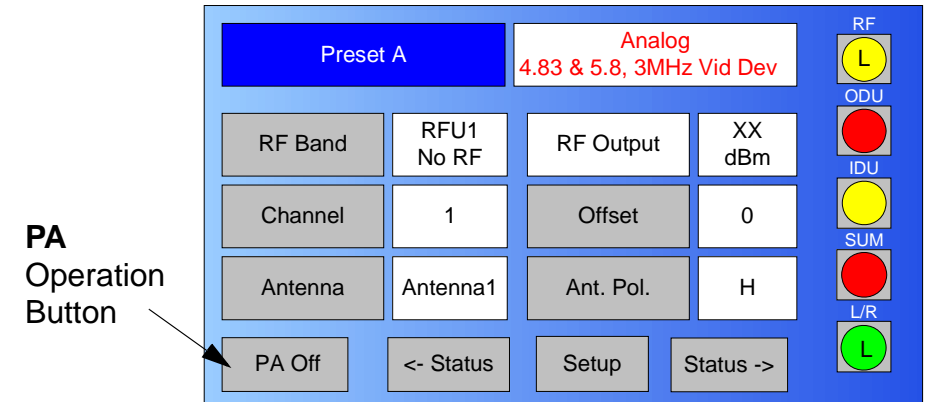 Preset A
Analog
4.83 & 5.8, 3MHz Vid Dev
RF
L
ODU
RF Band
RFU1
No RF
RF Output
XX
dBm
IDU
Channel
1
Offset
0
SUM
Antenna
Antenna1
Ant. Pol.
H
L/R
L
PA Off
<- Status
Setup
Status ->
PA
Operation
Button